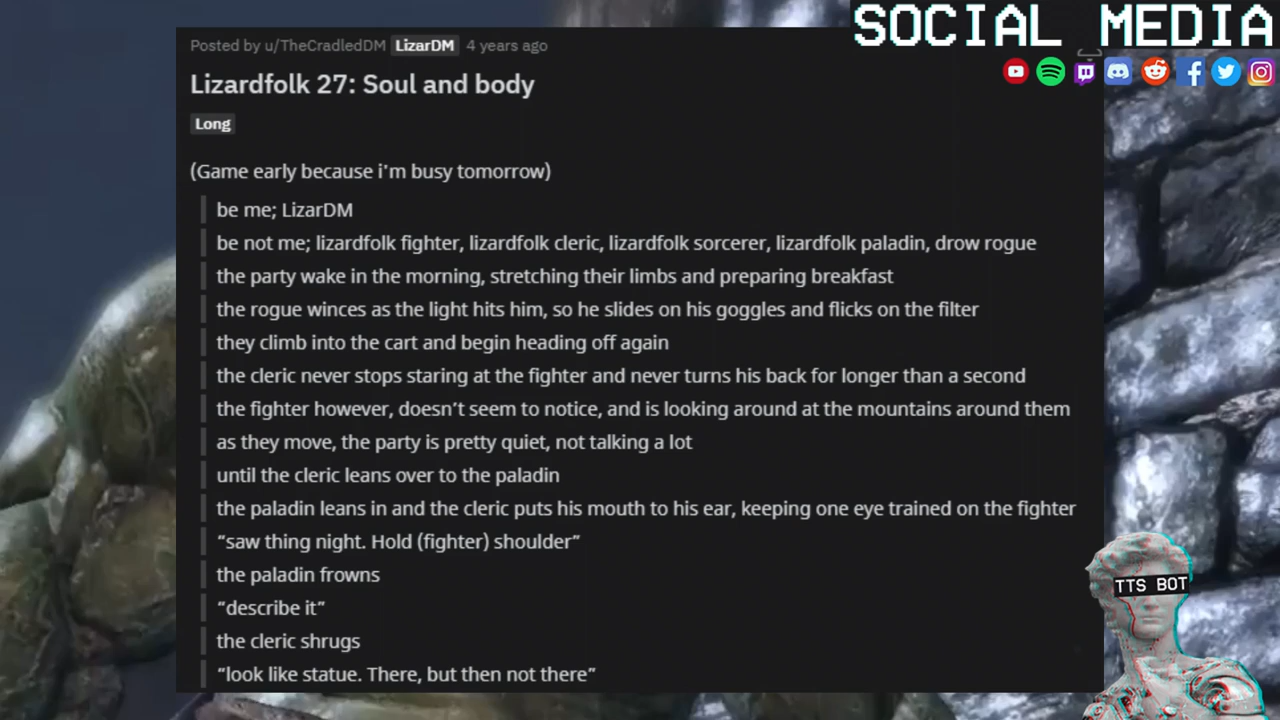 SOCIAL MEDIA
Posted by u/TheCradledDM LizarDM 4 years ago
Lizardfolk 27: Soul and body
Long
(Game early because i'm busy tomorrow)
be me; LizarDM
be not me; lizardfolk fighter, lizardfolk cleric, lizardfolk sorcerer, lizardfolk paladin, drow rogue
the party wake in the morning, stretching their limbs and preparing breakfast
the rogue winces as the light hits him, so he slides on his goggles and flicks on the filter
they climb into the cart and begin heading off again
the cleric never stops staring at the fighter and never turns his back for longer than a second
the fighter however, doesn't seem to notice, and is looking around at the mountains around them
as they move, the party is pretty quiet, not talking a lot
until the cleric leans over to the paladin
the paladin leans in and the cleric puts his mouth to his ear, keeping one eye trained on the fighter
“saw thing night. Hold (fighter) shoulder”
the paladin frowns
“describe it”
the cleric shrugs
“look like statue. There, but then not there”
TTS BOT